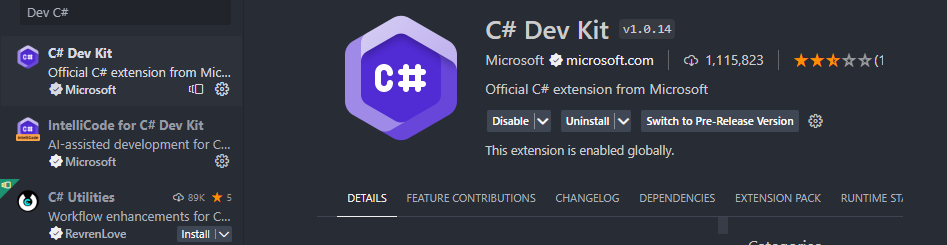 Dev C#
C# Dev Kit
Official C# extension from Mic...
Microsoft
IntelliCode for C# Dev Kit
AI-assisted development for C...
Microsoft
C# Utilities
89K
5
Workflow enhancements for C...
RevrenLove
Install
C#
C# Dev Kit
v1.0.14
Microsoft
microsoft.com
1,115,823
(1
Official C# extension from Microsoft
Disable
Uninstall
Switch to Pre-Release Version
This extension is enabled globally.
DETAILS
FEATURE CONTRIBUTIONS
CHANGELOG
DEPENDENCIES
EXTENSION PACK
RUNTIME STA